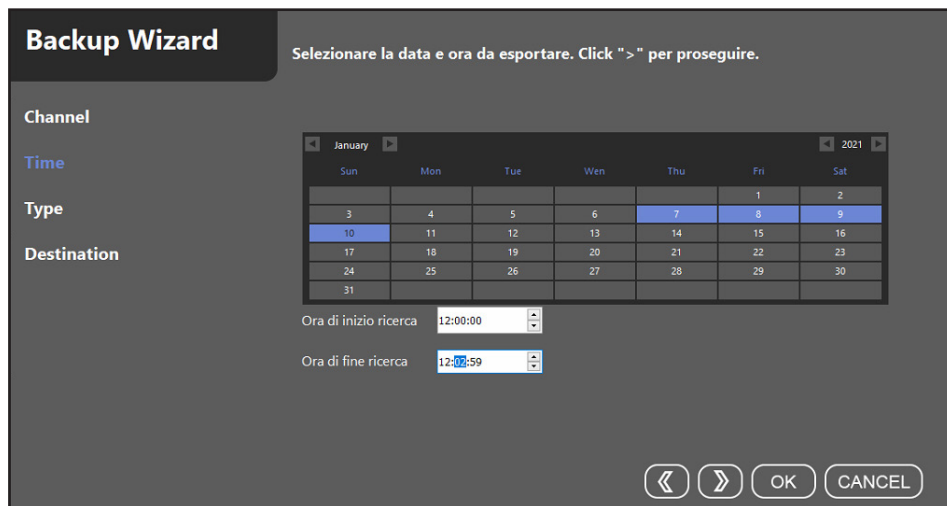 Backup Wizard
Selezionare la data e ora da esportare. Click ">" per proseguire.
Channel
Time
Type
Destination
January 2021
Sun Mon Tue Wen Thu Fri Sat
1 2
3 4 5 6 7 8 9
10 11 12 13 14 15 16
17 18 19 20 21 22 23
24 25 26 27 28 29 30
31
Ora di inizio ricerca 12:00:00
Ora di fine ricerca 12:02:59
OK CANCEL